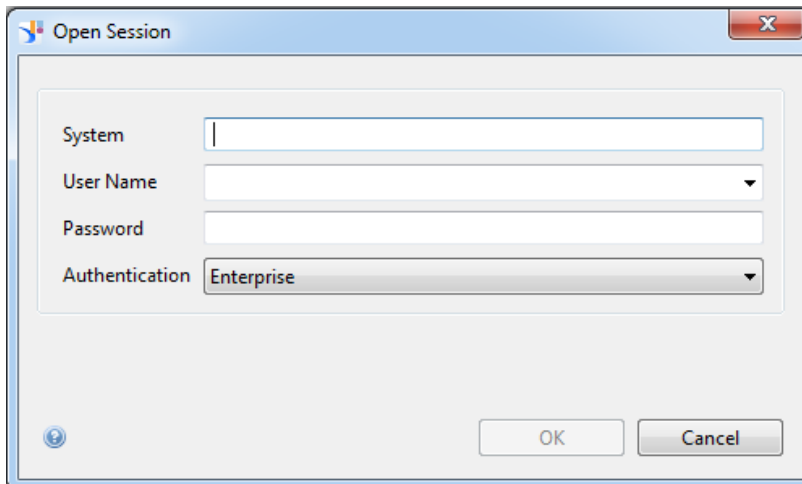 Open Session
System
User Name
Password
Authentication Enterprise
OK Cancel